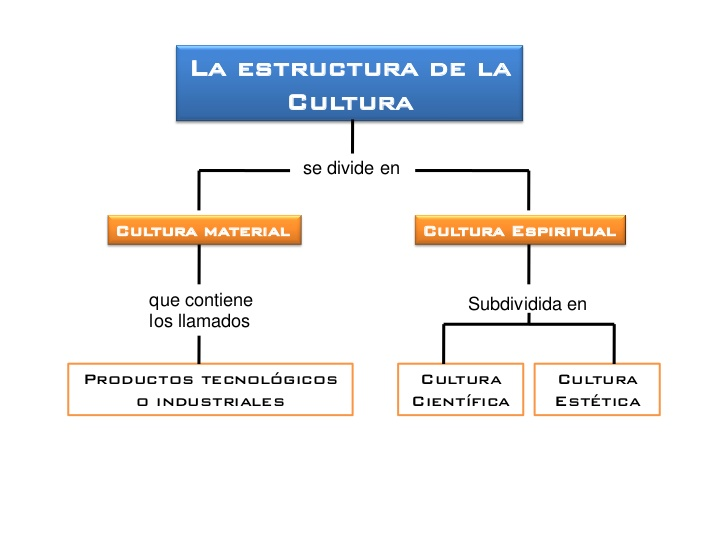 La estructura de la
Cultura
se divide en
Cultura material
Cultura Espiritual
que contiene
los llamados
Subdividida en
Productos tecnológicos
o industriales
Cultura
Científica
Cultura
Estética